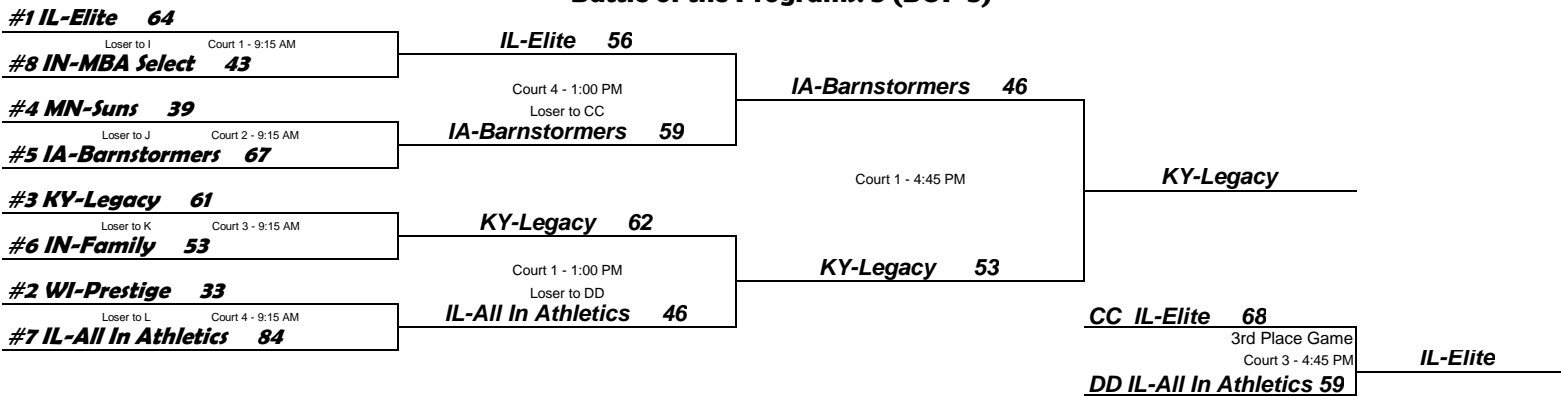 Battle of the Programs: 3 (BOP 3)
#1 IL-Elite 64
Loser to I Court 1 - 9:15 AM
#8 IN-MBA Select 43
#4 MN-Suns 39
Loser to J Court 2 - 9:15 AM
#5 IA-Barnstormers 67
#3 KY-Legacy 61
Loser to K Court 3 - 9:15 AM
#6 IN-Family 53
#2 WI-Prestige 33
Loser to L Court 4 - 9:15 AM
#7 IL-All In Athletics 84
IL-Elite 56
Court 4 - 1:00 PM
Loser to CC
IA-Barnstormers 59
KY-Legacy 62
Court 1 - 1:00 PM
Loser to DD
IL-All In Athletics 46
IA-Barnstormers 46
Court 1 - 4:45 PM
KY-Legacy 53
KY-Legacy
CC IL-Elite 68
3rd Place Game
Court 3 - 4:45 PM
DD IL-All In Athletics 59
IL-Elite